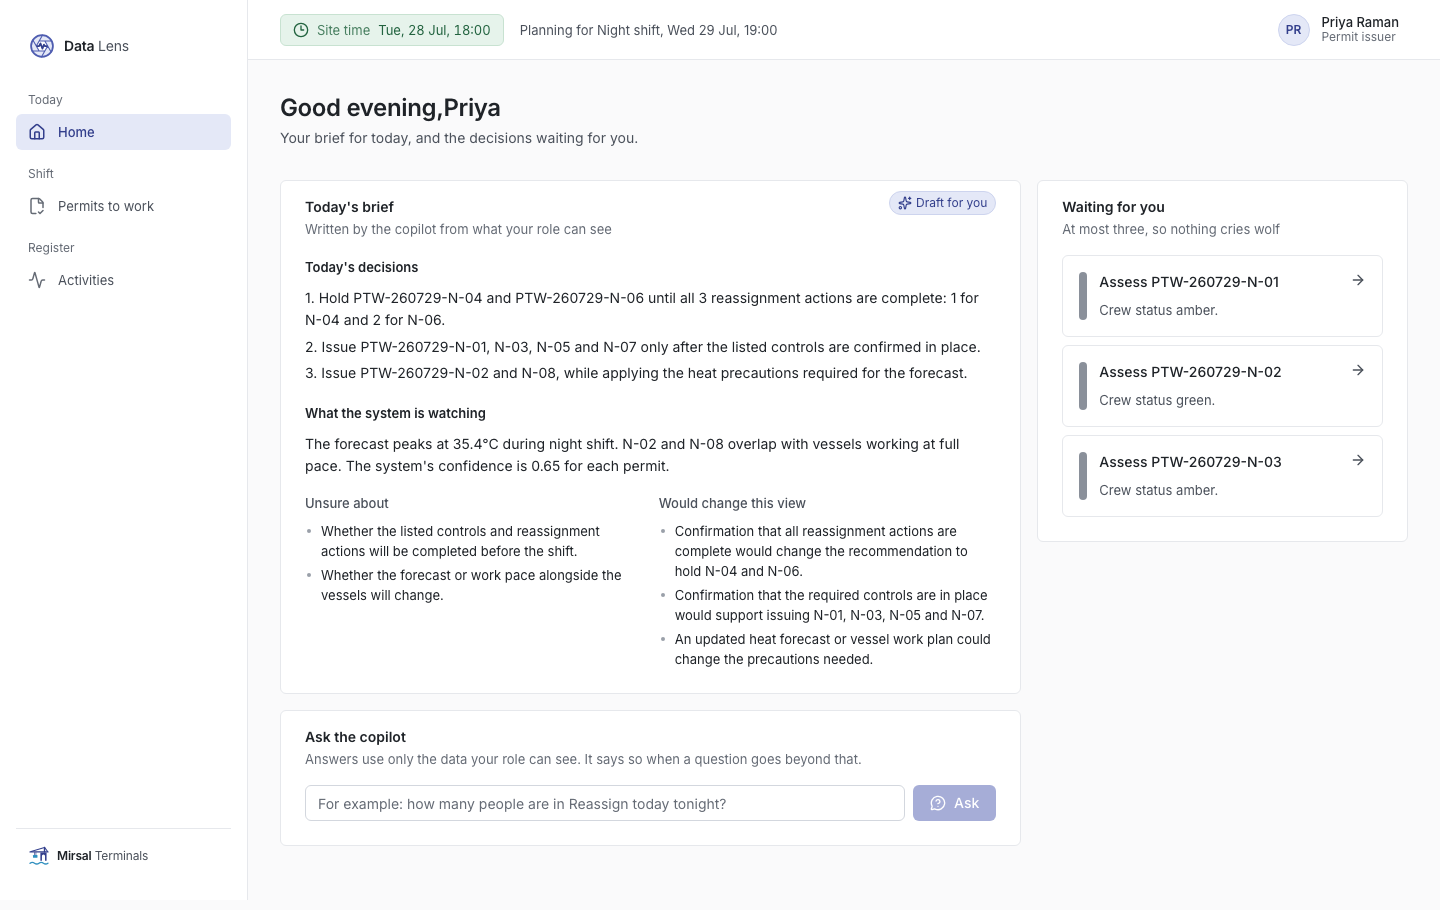 Data Lens
Today
Home
Shift
Permits to work
Register
Activities
Mirsal Terminals
Site time Tue, 28 Jul, 18:00
Planning for Night shift, Wed 29 Jul, 19:00
PR
Priya Raman
Permit issuer
Good evening,Priya
Your brief for today, and the decisions waiting for you.
Today's brief
Draft for you
Written by the copilot from what your role can see
Today's decisions
1. Hold PTW-260729-N-04 and PTW-260729-N-06 until all 3 reassignment actions are complete: 1 for
N-04 and 2 for N-06.
2. Issue PTW-260729-N-01, N-03, N-05 and N-07 only after the listed controls are confirmed in place.
3. Issue PTW-260729-N-02 and N-08, while applying the heat precautions required for the forecast.
What the system is watching
The forecast peaks at 35.4°C during night shift. N-02 and N-08 overlap with vessels working at full
pace. The system's confidence is 0.65 for each permit.
Unsure about
• Whether the listed controls and reassignment
actions will be completed before the shift.
• Whether the forecast or work pace alongside the
vessels will change.
Would change this view
• Confirmation that all reassignment actions are
complete would change the recommendation to
hold N-04 and N-06.
• Confirmation that the required controls are in place
would support issuing N-01, N-03, N-05 and N-07.
• An updated heat forecast or vessel work plan could
change the precautions needed.
Ask the copilot
Answers use only the data your role can see. It says so when a question goes beyond that.
For example: how many people are in Reassign today tonight?
Ask
Waiting for you
At most three, so nothing cries wolf
Assess PTW-260729-N-01
Crew status amber.
Assess PTW-260729-N-02
Crew status green.
Assess PTW-260729-N-03
Crew status amber.